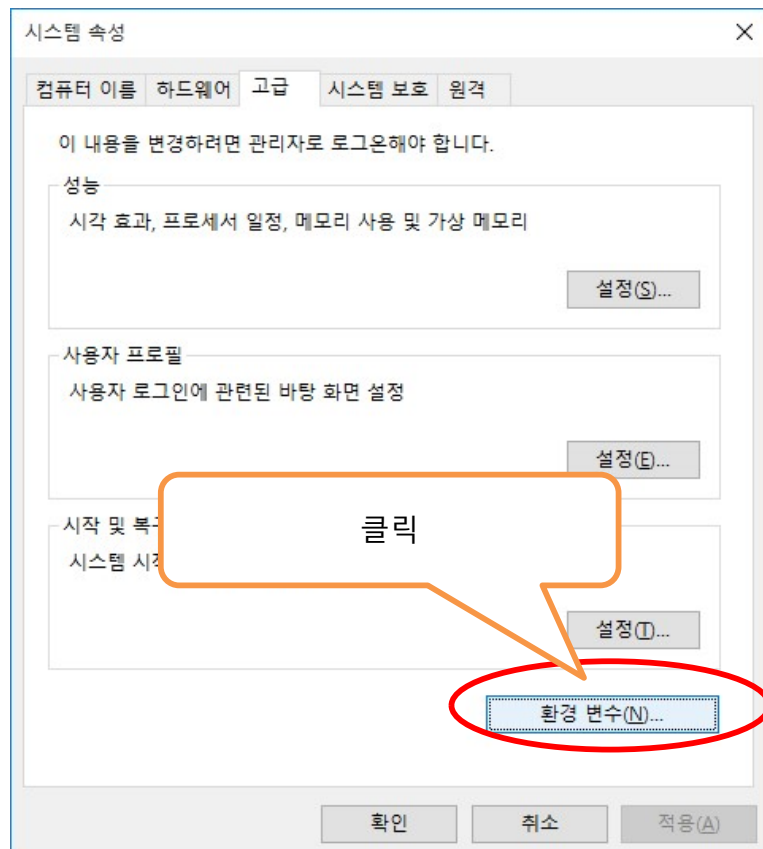 시스템 속성
컴퓨터 이름 하드웨어 고급 시스템 보호 원격
이 내용을 변경하려면 관리자로 로그온해야 합니다.
성능
시각 효과, 프로세서 일정, 메모리 사용 및 가상 메모리
설정(S)...
사용자 프로필
사용자 로그인에 관련된 바탕 화면 설정
설정(E)...
시작 및
클릭
시스템
설정(T)...
환경 변수(N)...
확인 취소 적용(A)